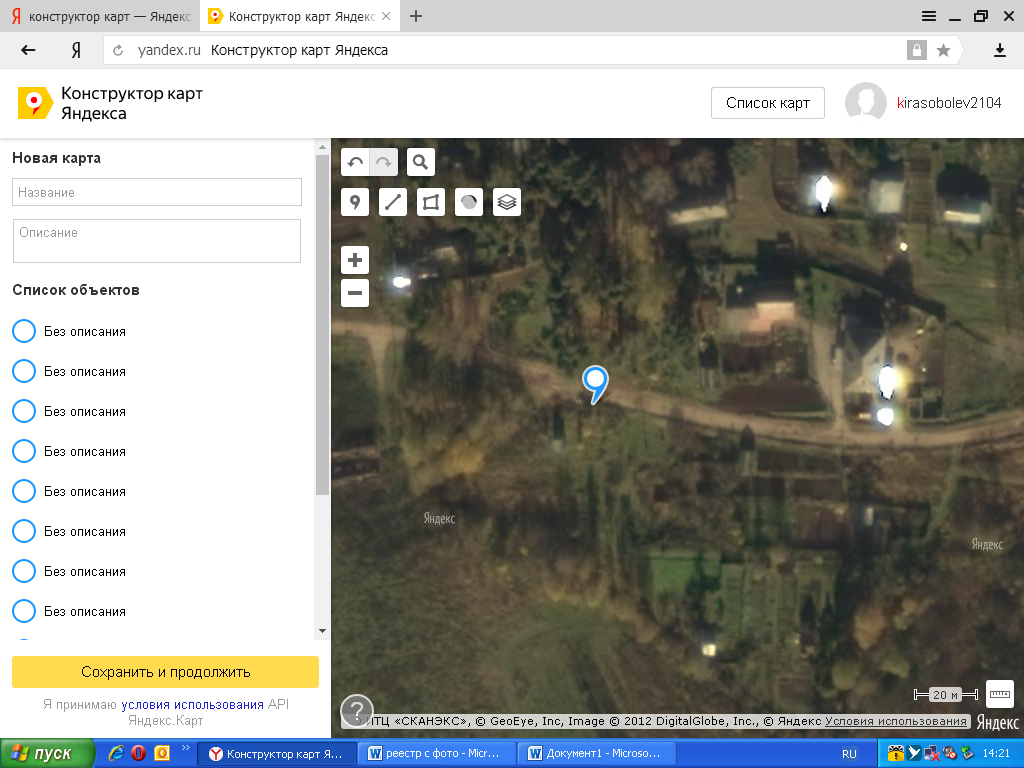 конструктор карт — Яндекс
Конструктор карт Яндекс
yandex.ru Конструктор карт Яндекса
Конструктор карт
Яндекса
Список карт
kirasobolev2104
Новая карта
Название
Описание
Список объектов
Без описания
Без описания
Без описания
Без описания
Без описания
Без описания
Без описания
Без описания
Сохранить и продолжить
Я принимаю условия использования API
Яндекс.Карт
Яндекс
Яндекс
20 м
ИТЦ «СКАНЭКС», © GeoEye, Inc, Image © 2012 DigitalGlobe, Inc., © Яндекс Условия использования
Яндекс
пуск
Конструктор карт Я...
реестр с фото - Micr...
Документ1 - Microso...
RU
14:21